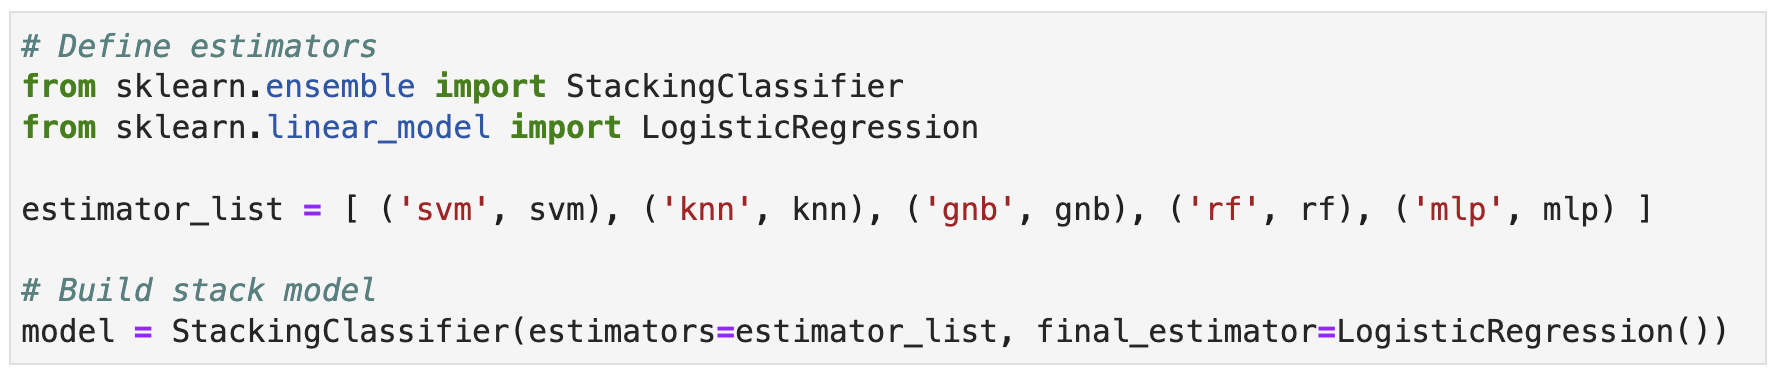 # Define estimators
from sklearn.ensemble import StackingClassifier
from sklearn.linear_model import LogisticRegression
estimator_list = [ ('svm', svm), ('knn', knn), ('gnb', gnb), ('rf', rf), ('mlp', mlp) ]
# Build stack model
model = StackingClassifier(estimators=estimator_list, final_estimator=LogisticRegression())